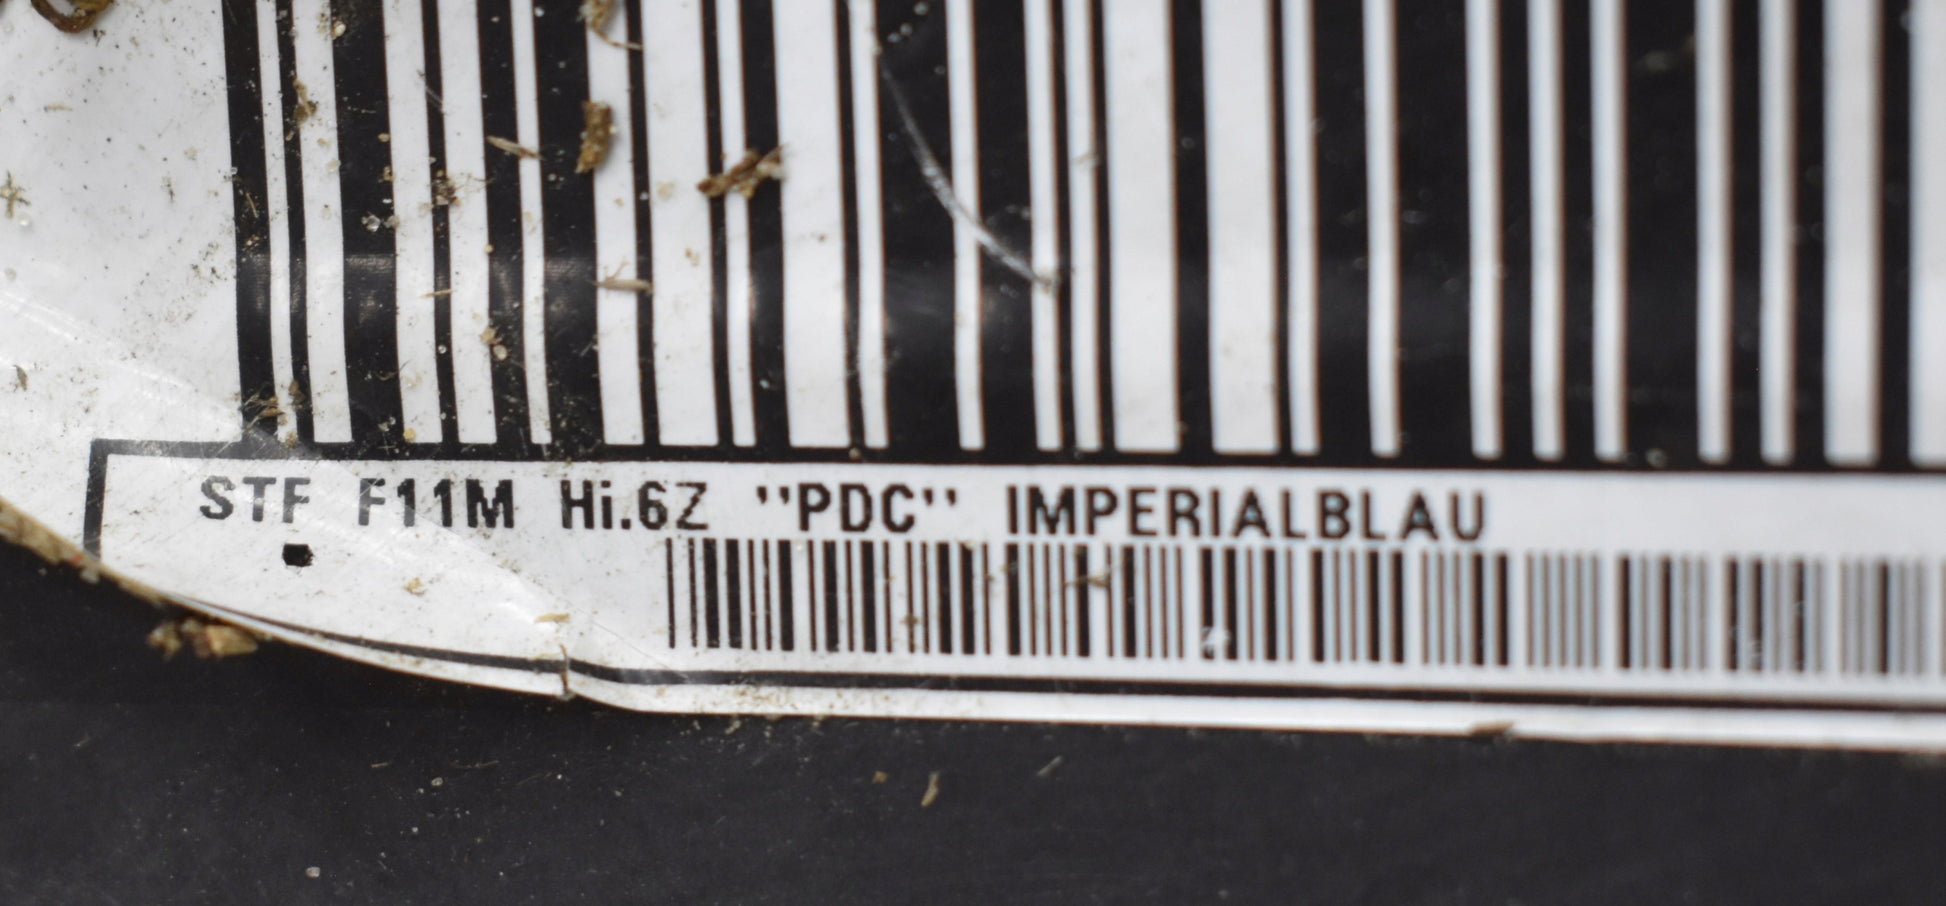 STF F11M Hi.6Z "PDC" IMPERIALBLAU